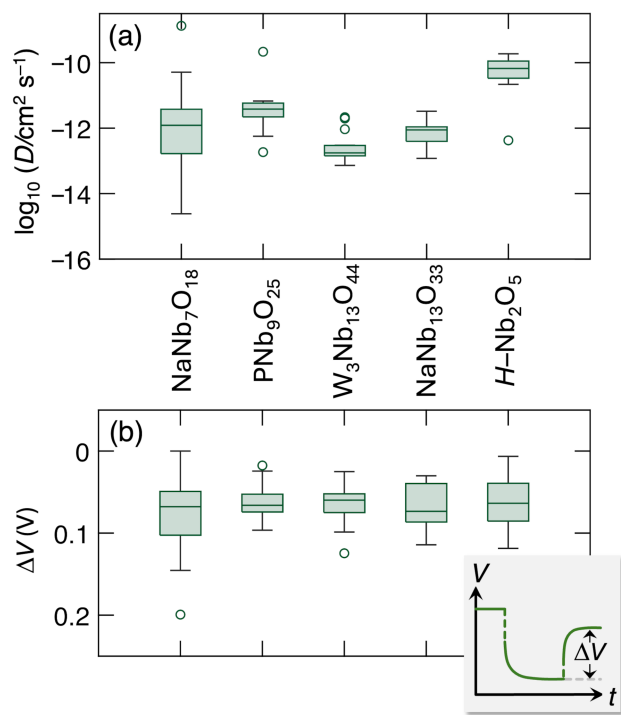 (a)
log₁₀ (D/cm² s⁻¹)
−10
−12
−14
−16
NaNb₇O₁₈
PNb₉O₂₅
W₃Nb₁₃O₄₄
NaNb₁₃O₃₃
H−Nb₂O₅
(b)
ΔV (V)
0
0.1
0.2
V
ΔV
t